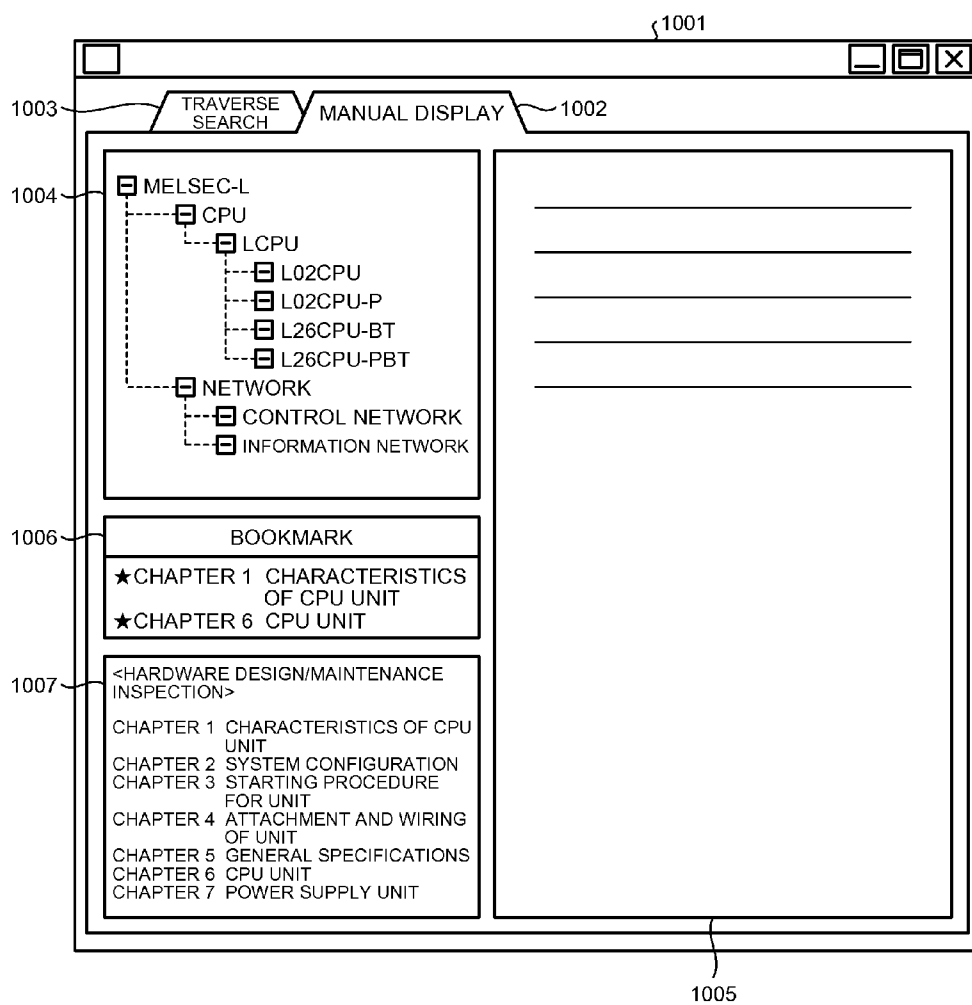 1001
1003
TRAVERSE
SEARCH
MANUAL DISPLAY
1002
1004
MELSEC-L
CPU
LCPU
L02CPU
L02CPU-P
L26CPU-BT
L26CPU-PBT
NETWORK
CONTROL NETWORK
INFORMATION NETWORK
1006
BOOKMARK
★CHAPTER 1 CHARACTERISTICS
OF CPU UNIT
★CHAPTER 6 CPU UNIT
1007
<HARDWARE DESIGN/MAINTENANCE
INSPECTION>
CHAPTER 1 CHARACTERISTICS OF CPU
UNIT
CHAPTER 2 SYSTEM CONFIGURATION
CHAPTER 3 STARTING PROCEDURE
FOR UNIT
CHAPTER 4 ATTACHMENT AND WIRING
OF UNIT
CHAPTER 5 GENERAL SPECIFICATIONS
CHAPTER 6 CPU UNIT
CHAPTER 7 POWER SUPPLY UNIT
1005